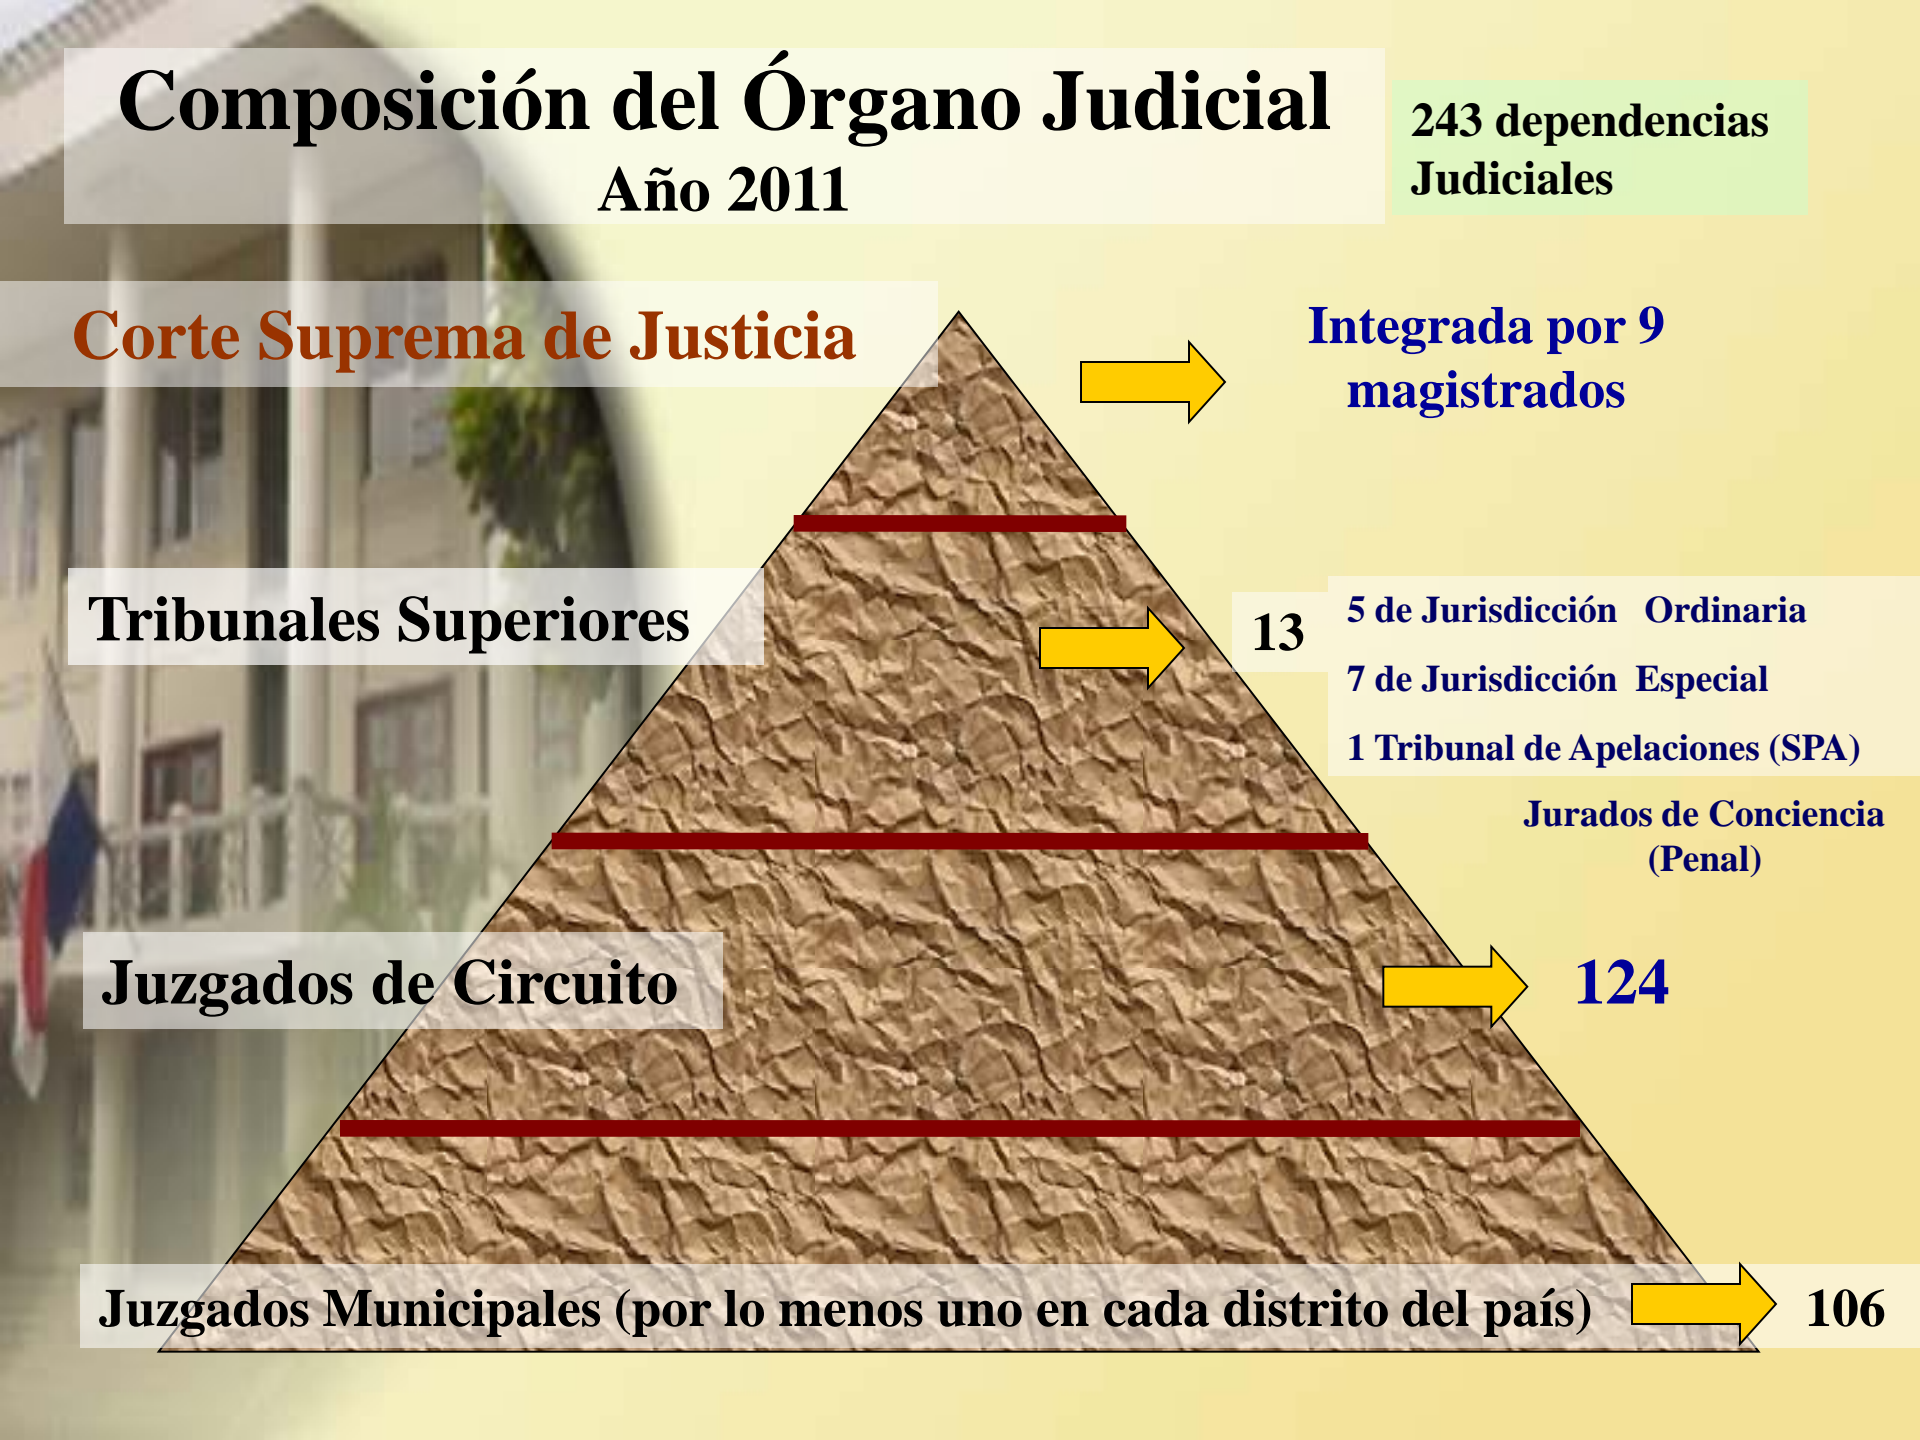 Composición del Órgano Judicial
Año 2011
243 dependencias
Judiciales
Corte Suprema de Justicia
Integrada por 9
magistrados
Tribunales Superiores
13
5 de Jurisdicción Ordinaria
7 de Jurisdicción Especial
1 Tribunal de Apelaciones (SPA)
Jurados de Conciencia
(Penal)
Juzgados de Circuito
124
Juzgados Municipales (por lo menos uno en cada distrito del país)
106